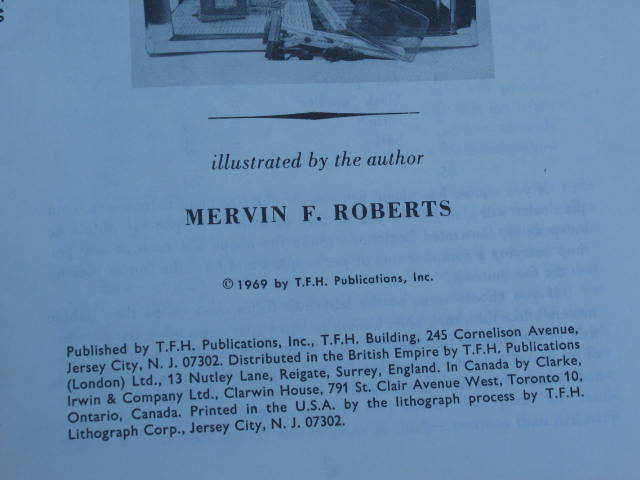 illustrated by the author
MERVIN F. ROBERTS
© 1969 by T.F.H. Publications, Inc.
Published by T.F.H. Publications, Inc., T.F.H. Building, 245 Cornelison Avenue,
Jersey City, N. J. 07302. Distributed in the British Empire by T.F.H. Publications
(London) Ltd., 13 Nutley Lane, Reigate, Surrey, England. In Canada by Clarke,
Irwin & Company Ltd., Clarwin House, 791 St. Clair Avenue West, Toronto 10,
Ontario, Canada. Printed in the U.S.A. by the lithograph process by T.F.H.
Lithograph Corp., Jersey City, N. J. 07302.